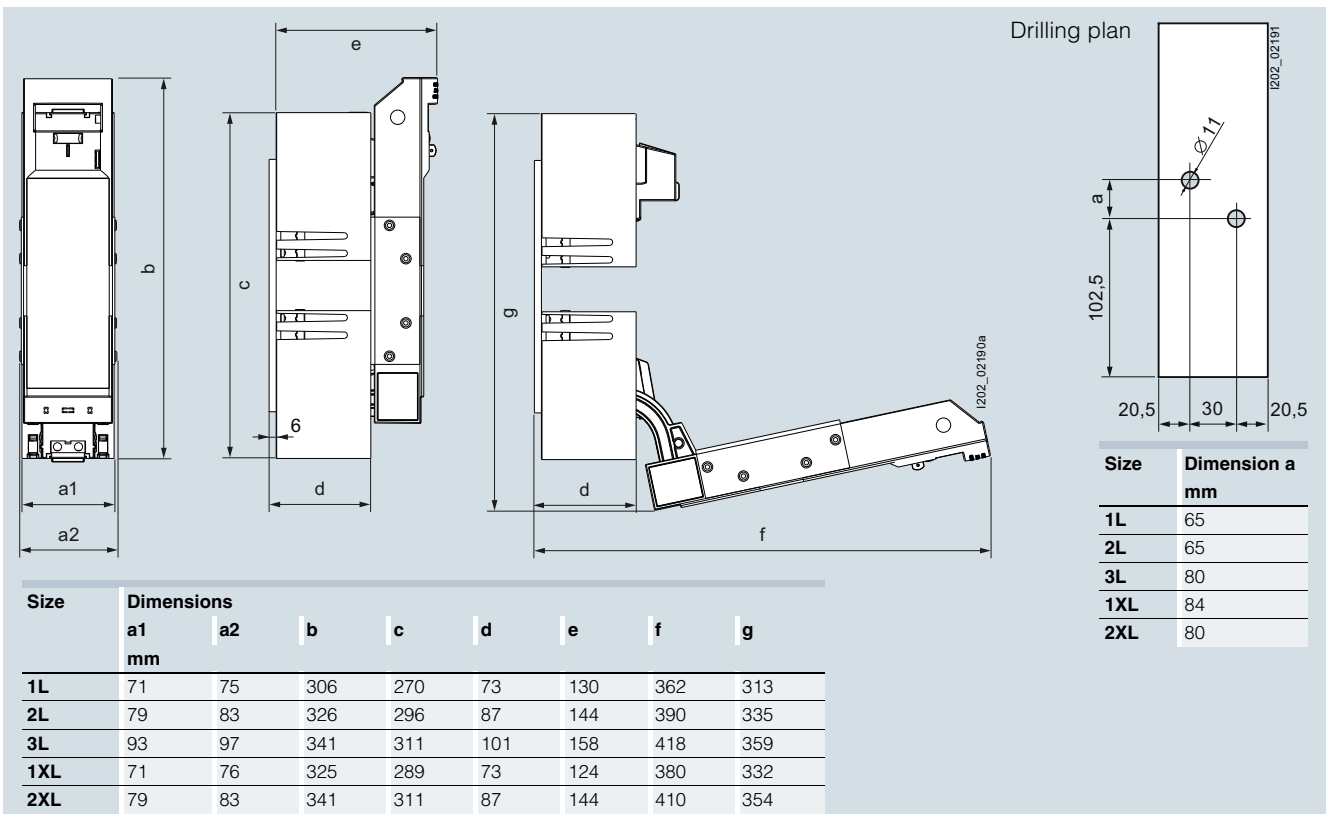 e
Drilling plan
I202_02191
Ø 11
a
b
c
g
102,5
I202_02190a
6
20,5 30 20,5
a1
d
d
a2
f
Size Dimension a
mm
1L 65
2L 65
3L 80
1XL 84
2XL 80
Size Dimensions
a1 a2 b c d e f g
mm
1L 71 75 306 270 73 130 362 313
2L 79 83 326 296 87 144 390 335
3L 93 97 341 311 101 158 418 359
1XL 71 76 325 289 73 124 380 332
2XL 79 83 341 311 87 144 410 354